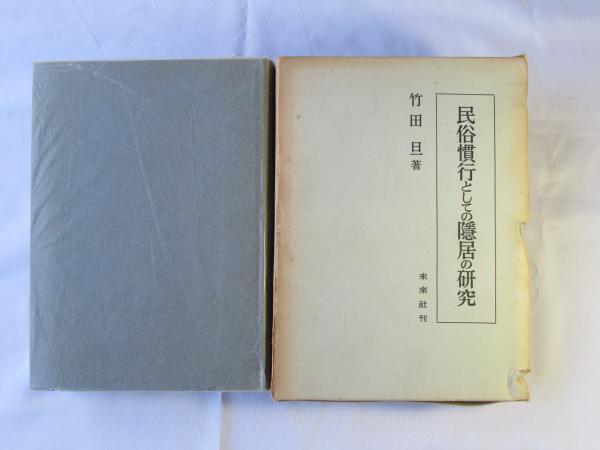 民俗慣行としての隱居の研究
竹田旦著
未來社刊